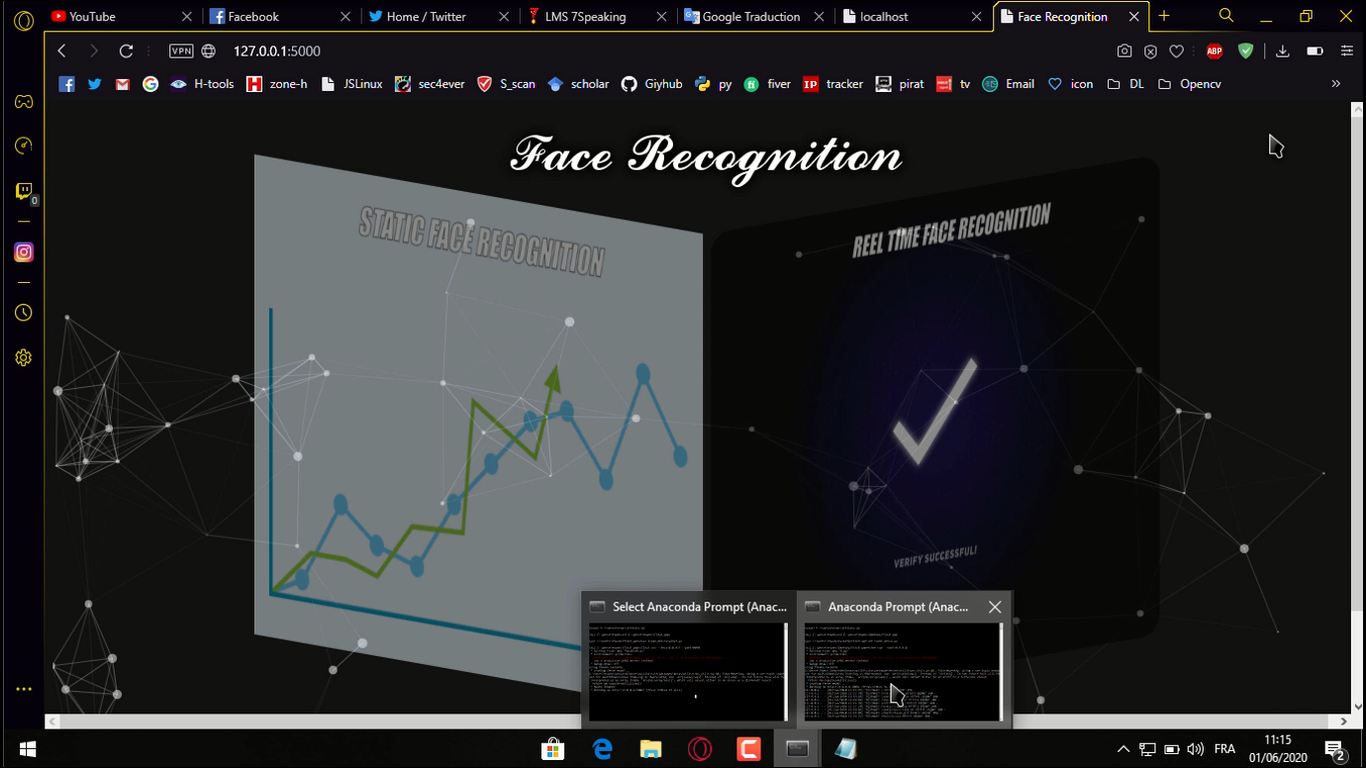 YouTube
Facebook
Home / Twitter
LMS 7Speaking
Google Traduction
localhost
Face Recognition
VPN
127.0.0.1:5000
ABP
H-tools
zone-h
JSLinux
sec4ever
S_scan
scholar
Giyhub
py
fiver
IP
tracker
pirat
tv
Email
icon
DL
Opencv
0
Face Recognition
STATIC FACE RECOGNITION
REEL TIME FACE RECOGNITION
VERIFY SUCCESSFUL!
Select Anaconda Prompt (Anac...
Anaconda Prompt (Anac...
FRA
11:15
01/06/2020
2